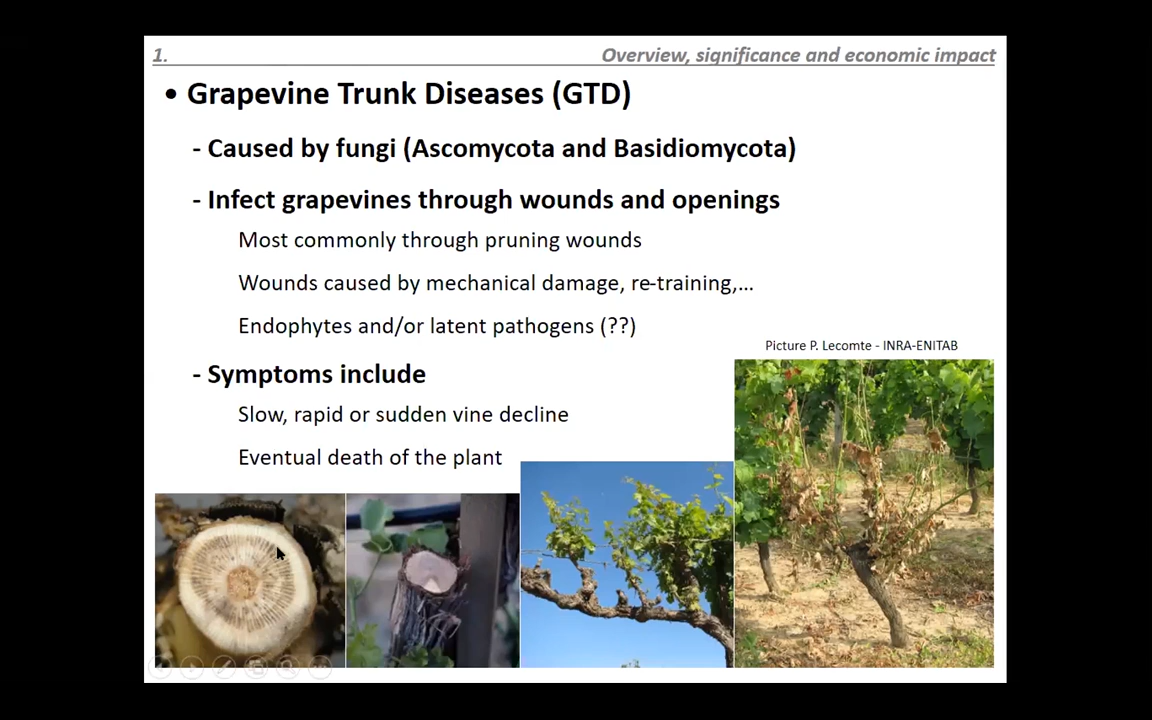 1.
Overview, significance and economic impact
• Grapevine Trunk Diseases (GTD)
- Caused by fungi (Ascomycota and Basidiomycota)
- Infect grapevines through wounds and openings
Most commonly through pruning wounds
Wounds caused by mechanical damage, re-training,...
Endophytes and/or latent pathogens (??)
Picture P. Lecomte - INRA-ENITAB
- Symptoms include
Slow, rapid or sudden vine decline
Eventual death of the plant